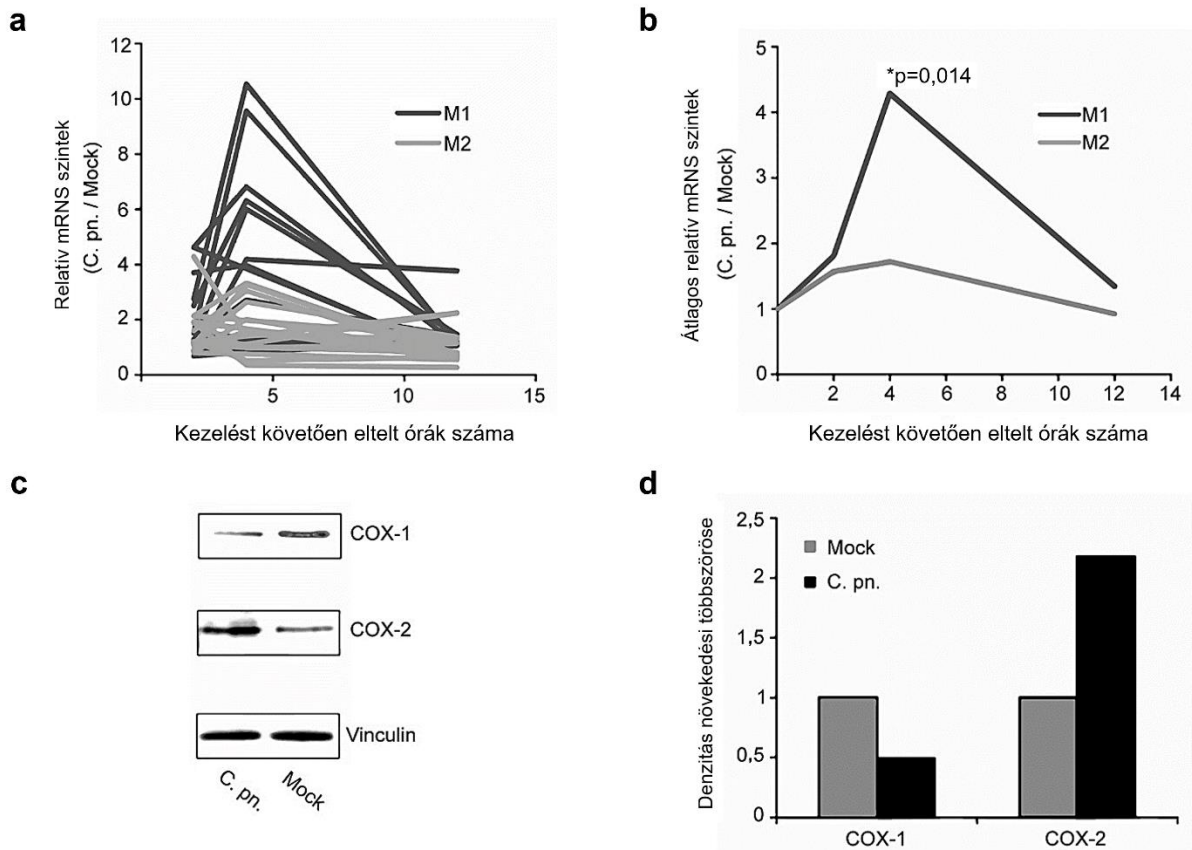 a
12
10
8
6
4
2
0
5
10
15
M1
M2
Relatív mRNS szintek
(C. pn. / Mock)
Kezelést követően eltelt órák száma
b
5
4
3
2
1
0
0
2
4
6
8
10
12
14
*p=0,014
M1
M2
Átlagos relatív mRNS szintek
(C. pn. / Mock)
Kezelést követően eltelt órák száma
c
COX-1
COX-2
Vinculin
C. pn.
Mock
d
2,5
2
1,5
1
0,5
0
Mock
C. pn.
Denzitás növekedési többszöröse
COX-1
COX-2